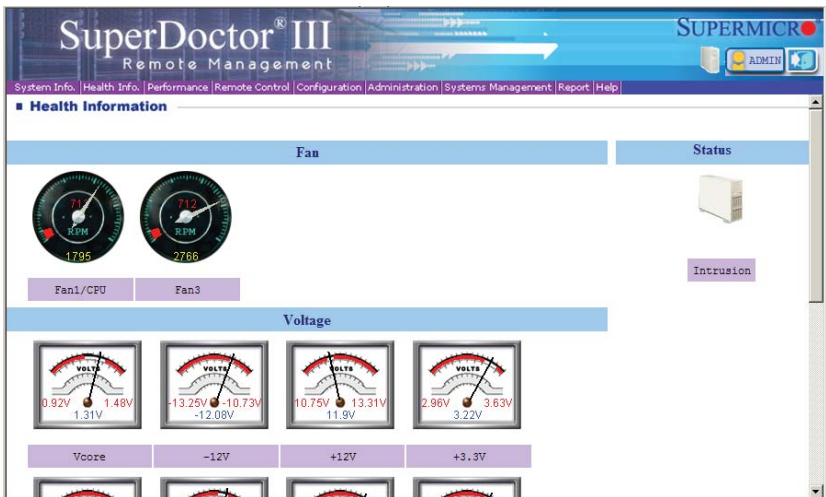 SuperDoctor® III
Remote Management
SUPERMICRO®
ADMIN
System Info. Health Info. Performance Remote Control Configuration Administration Systems Management Report Help
Health Information
Fan
Status
712
RPM
1795
712
RPM
2766
Fan1/CPU
Fan3
Intrusion
Voltage
VOLTS
0.92V 1.48V
1.31V
VOLTS
-13.25V -10.73V
-12.08V
VOLTS
10.75V 13.31V
11.9V
VOLTS
2.96V 3.63V
3.22V
Vcore
-12V
+12V
+3.3V